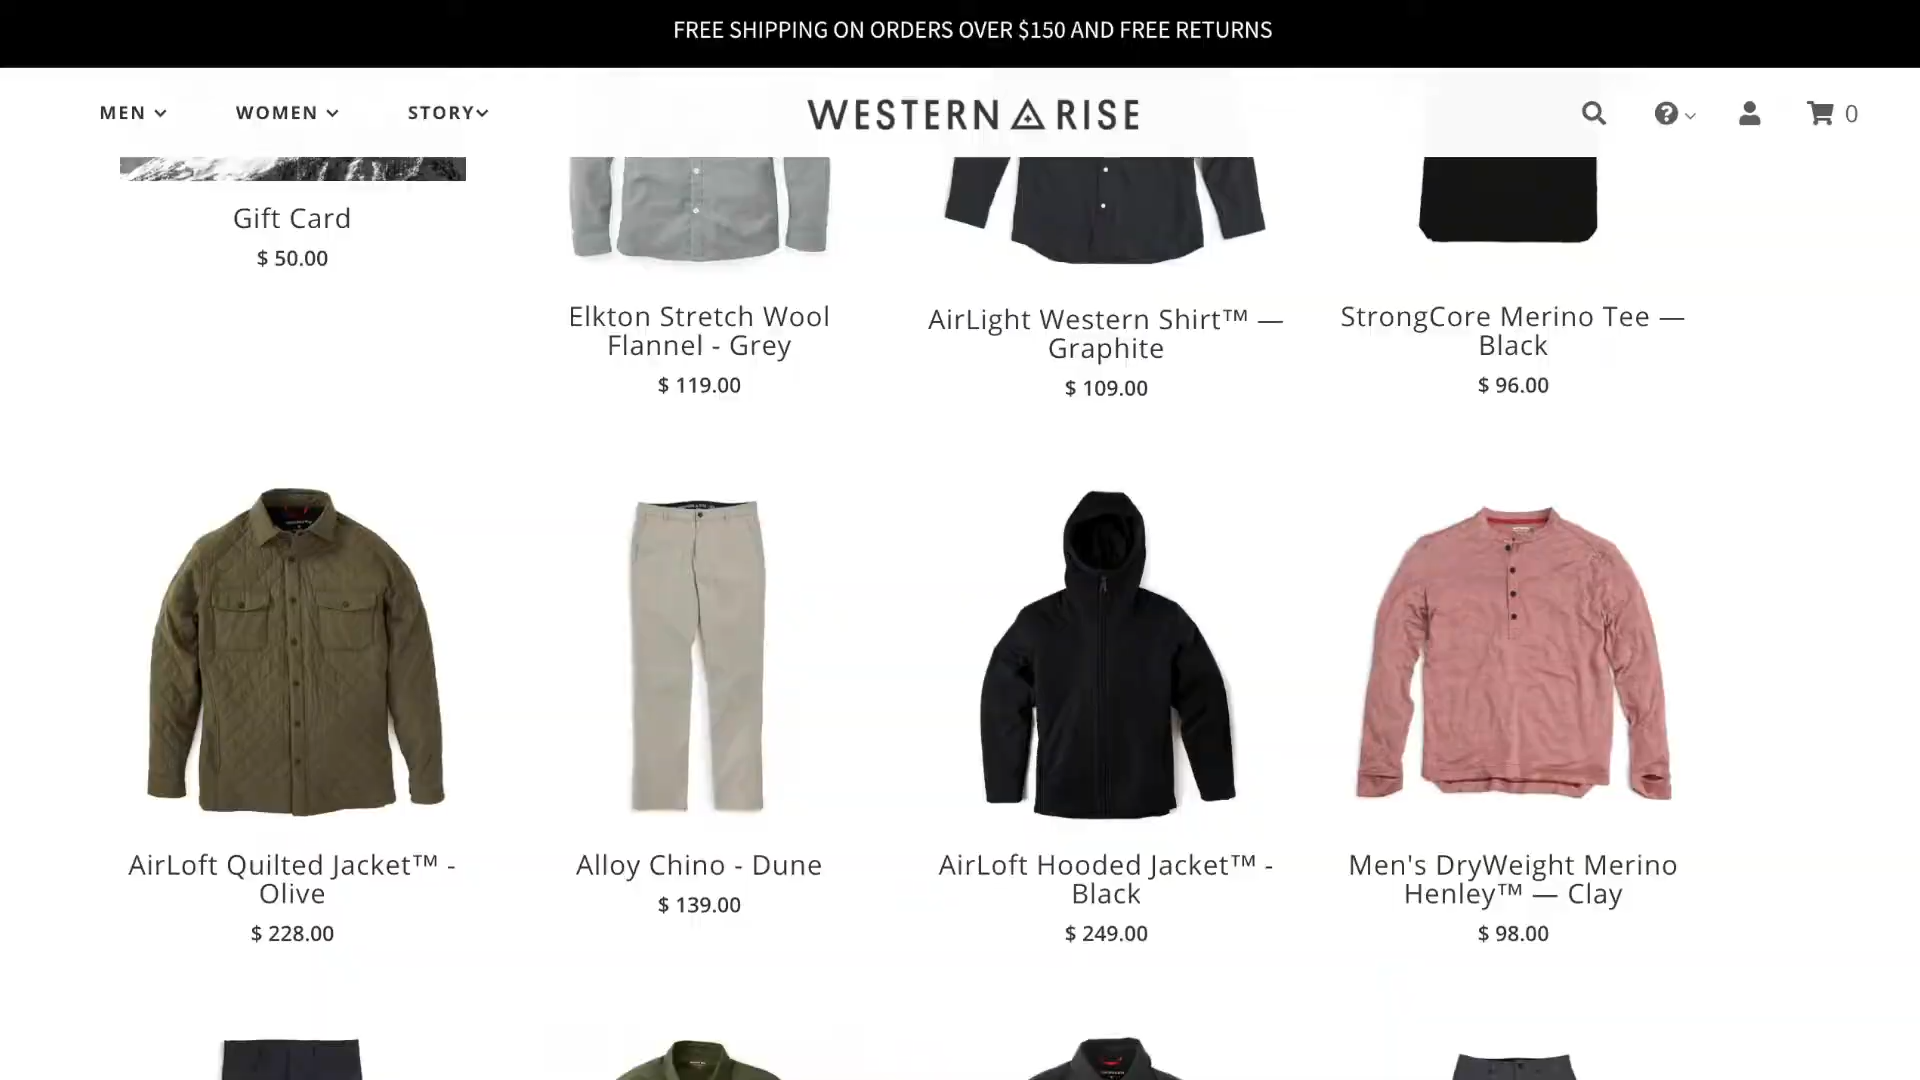 FREE SHIPPING ON ORDERS OVER $150 AND FREE RETURNS
MEN
WOMEN
STORY
WESTERN RISE
0
Gift Card
$ 50.00
Elkton Stretch Wool
Flannel - Grey
$ 119.00
AirLight Western Shirt™ —
Graphite
$ 109.00
StrongCore Merino Tee —
Black
$ 96.00
AirLoft Quilted Jacket™ -
Olive
$ 228.00
Alloy Chino - Dune
$ 139.00
AirLoft Hooded Jacket™ -
Black
$ 249.00
Men's DryWeight Merino
Henley™ — Clay
$ 98.00